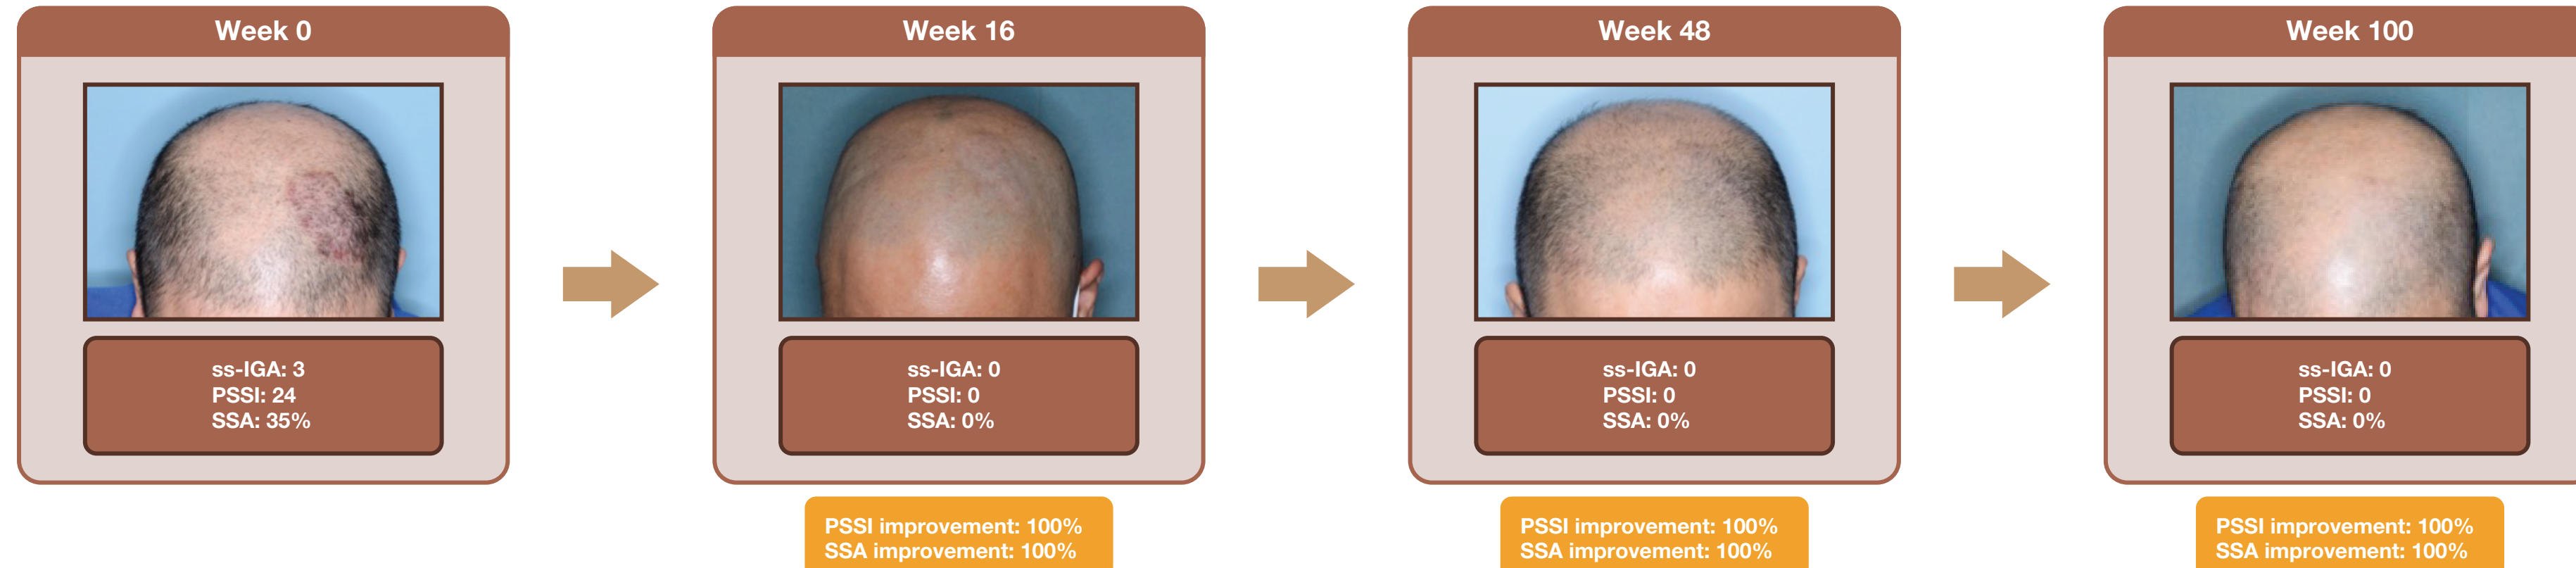 Week 0
ss-IGA: 3
PSSI: 24
SSA: 35%
Week 16
ss-IGA: 0
PSSI: 0
SSA: 0%
PSSI improvement: 100%
SSA improvement: 100%
Week 48
ss-IGA: 0
PSSI: 0
SSA: 0%
PSSI improvement: 100%
SSA improvement: 100%
Week 100
ss-IGA: 0
PSSI: 0
SSA: 0%
PSSI improvement: 100%
SSA improvement: 100%